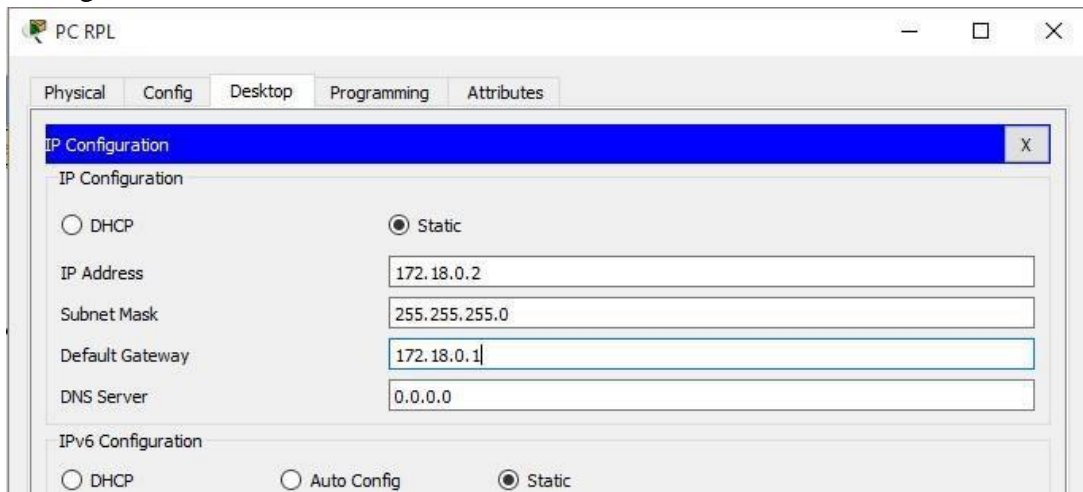 PC RPL
Physical Config Desktop Programming Attributes
IP Configuration X
IP Configuration
DHCP Static
IP Address 172.18.0.2
Subnet Mask 255.255.255.0
Default Gateway 172.18.0.1
DNS Server 0.0.0.0
IPv6 Configuration
DHCP Auto Config Static